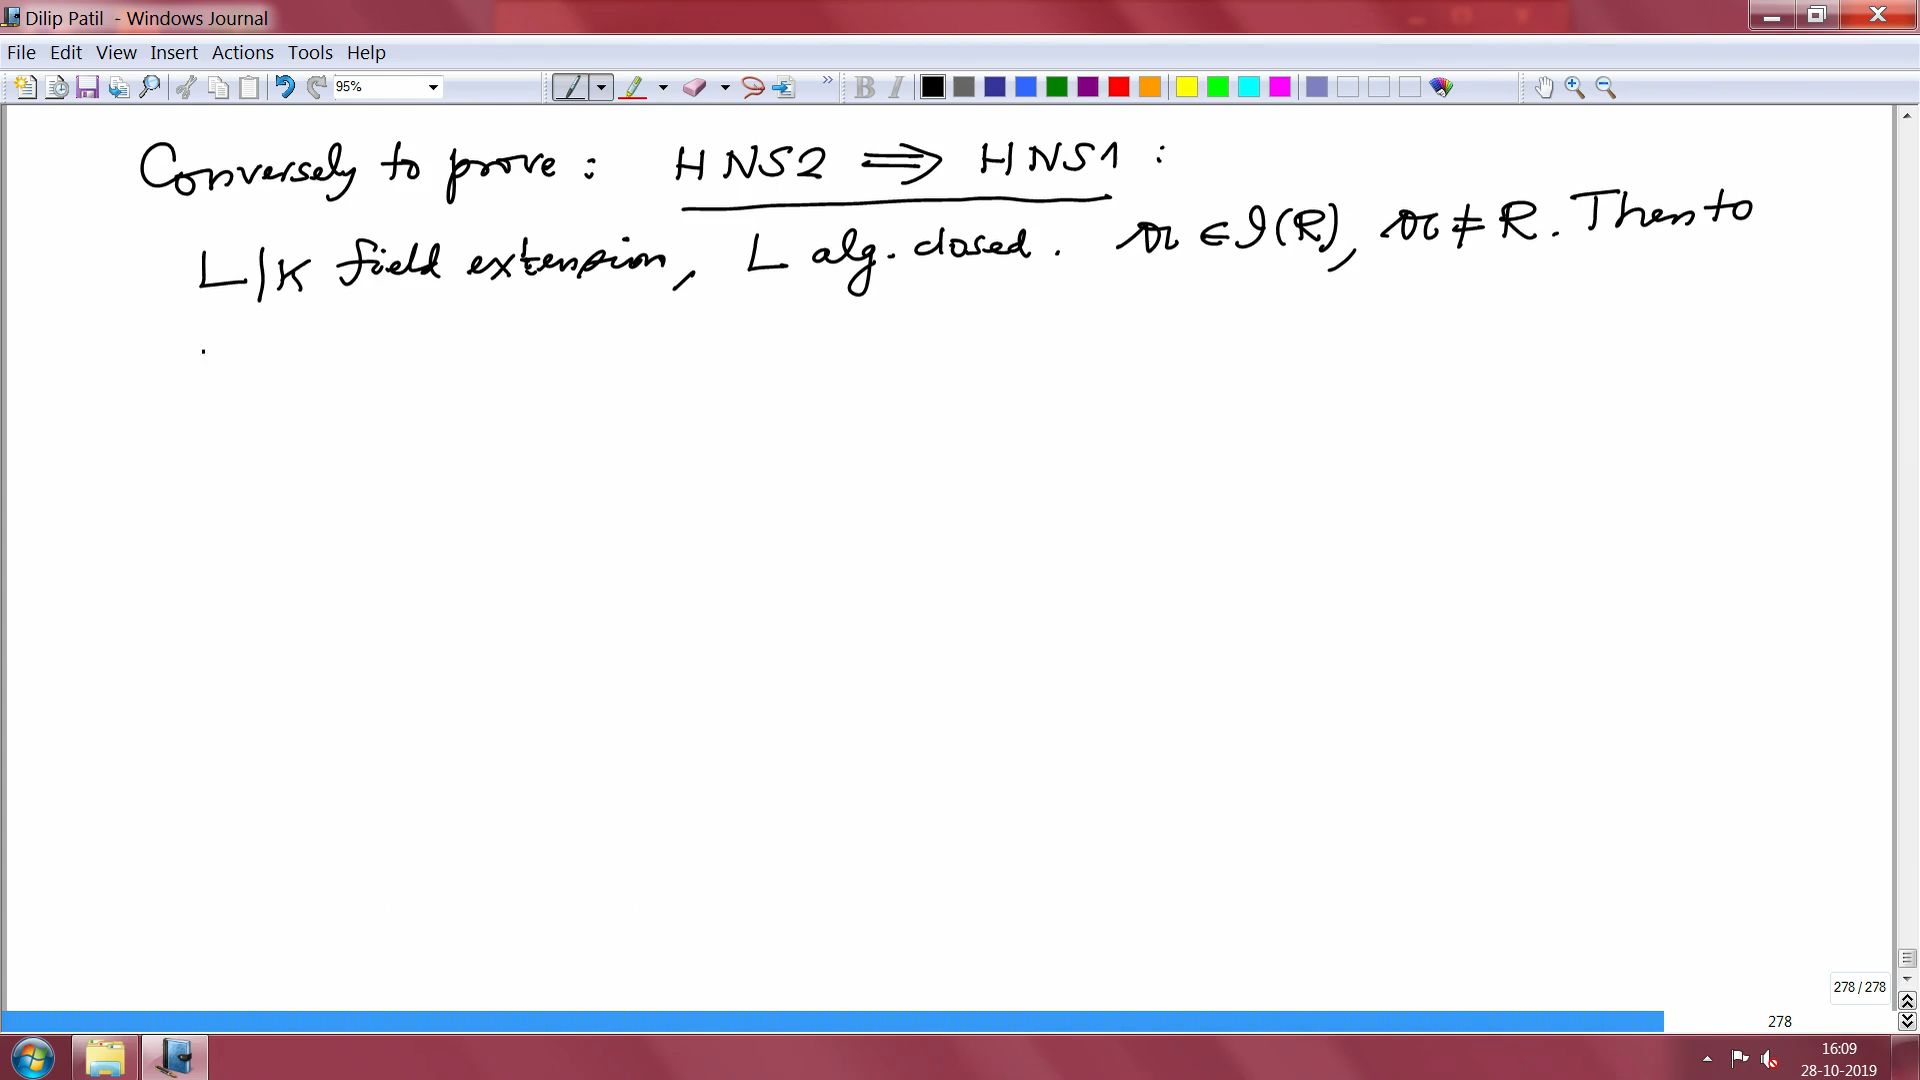 Dilip Patil - Windows Journal
File Edit View Insert Actions Tools Help
95%
Conversely to prove : HNS2 ⟹ HNS1 :
L|K field extension, L alg. closed. 𝔞 ∈ ℐ(R), 𝔞 ≠ R. Then to
278 / 278
278
16:09
28-10-2019